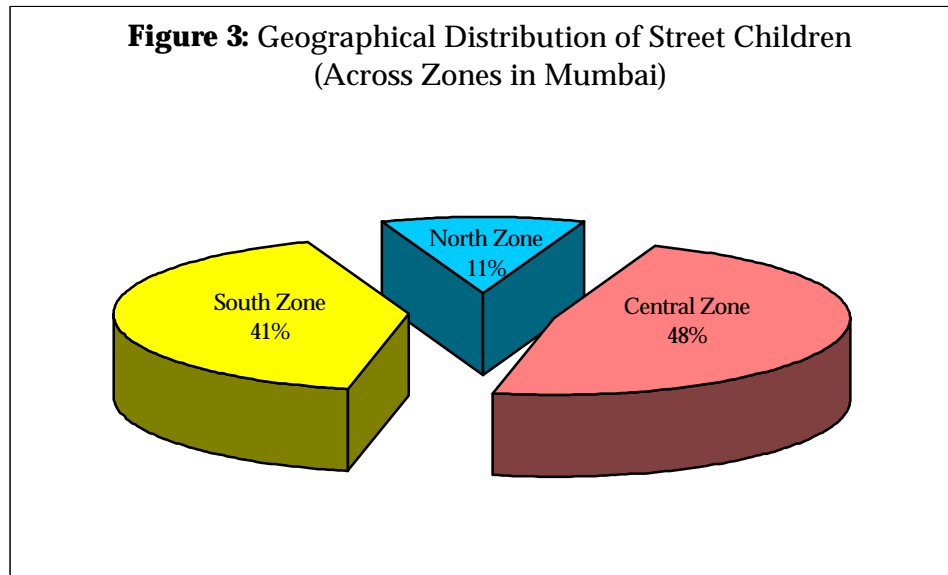 Figure 3: Geographical Distribution of Street Children
(Across Zones in Mumbai)
North Zone
11%
South Zone
41%
Central Zone
48%